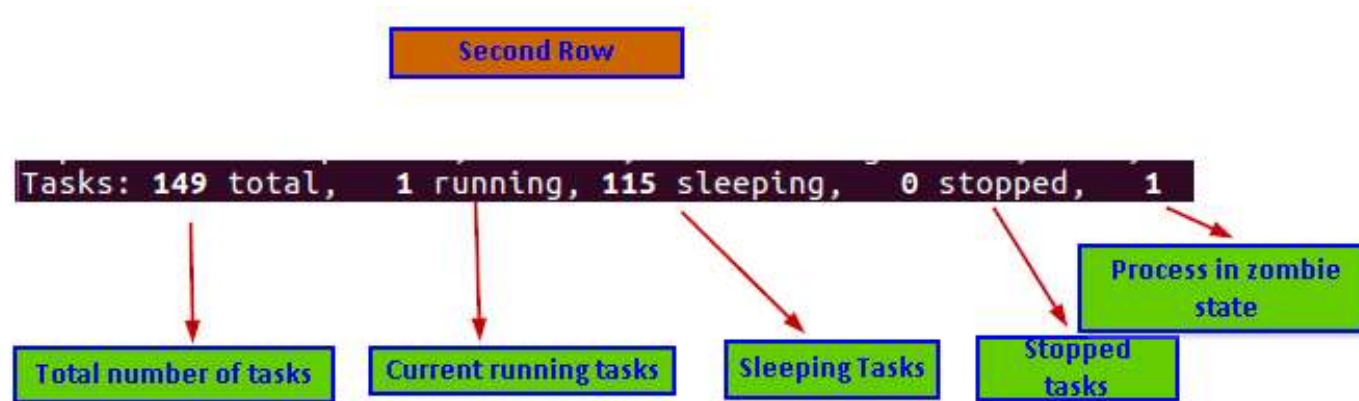 Second Row
Tasks: 149 total, 1 running, 115 sleeping, 0 stopped, 1
Process in zombie
state
Total number of tasks
Current running tasks
Sleeping Tasks
Stopped
tasks